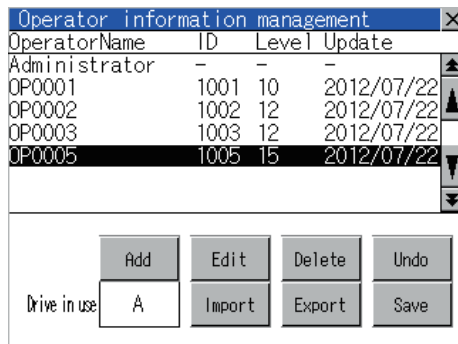 Operator information management
OperatorName ID Level Update
Administrator - - -
OP0001 1001 10 2012/07/22
OP0002 1002 12 2012/07/22
OP0003 1003 12 2012/07/22
OP0005 1005 15 2012/07/22
Add Edit Delete Undo
Drive in use A Import Export Save